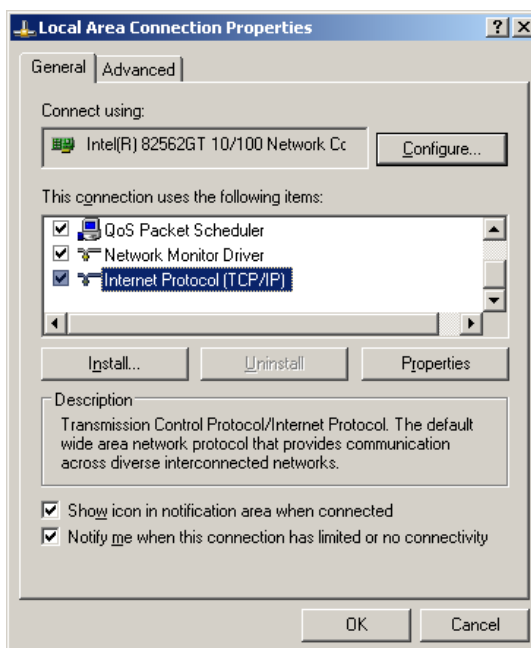 Local Area Connection Properties
General
Advanced
Connect using:
Intel(R) 82562GT 10/100 Network Cc
Configure...
This connection uses the following items:
QoS Packet Scheduler
Network Monitor Driver
Internet Protocol (TCP/IP)
Install...
Uninstall
Properties
Description
Transmission Control Protocol/Internet Protocol. The default
wide area network protocol that provides communication
across diverse interconnected networks.
Show icon in notification area when connected
Notify me when this connection has limited or no connectivity
OK
Cancel